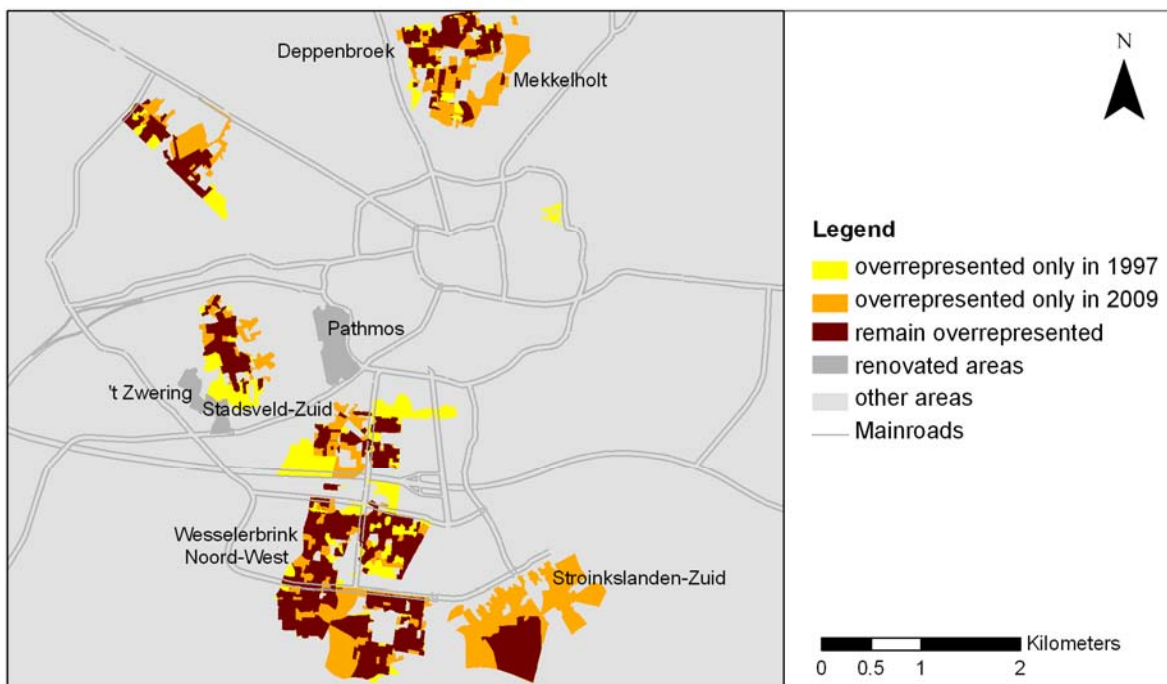 Deppenbroek
Mekkelholt
N
Pathmos
't Zwering
Stadsveld-Zuid
Wesselerbrink
Noord-West
Stroinkslanden-Zuid
Legend
overrepresented only in 1997
overrepresented only in 2009
remain overrepresented
renovated areas
other areas
Mainroads
Kilometers
0 0.5 1 2